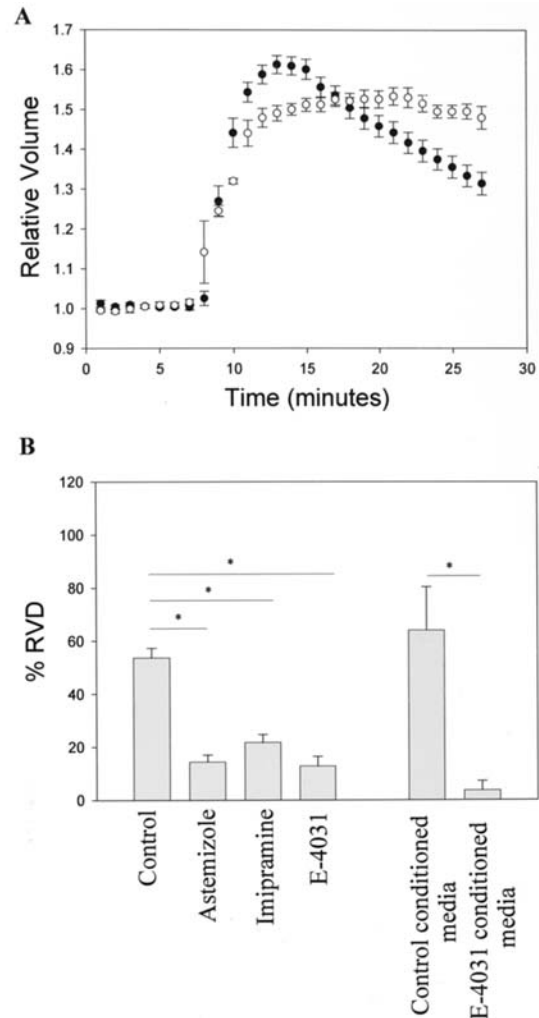 A
1.7
1.6
1.5
1.4
1.3
1.2
1.1
1.0
0.9
Relative Volume
0 5 10 15 20 25 30
Time (minutes)
B
120
100
80
60
40
20
0
% RVD
*
*
*
*
Control
Astemizole
Imipramine
E-4031
Control conditioned
media
E-4031 conditioned
media